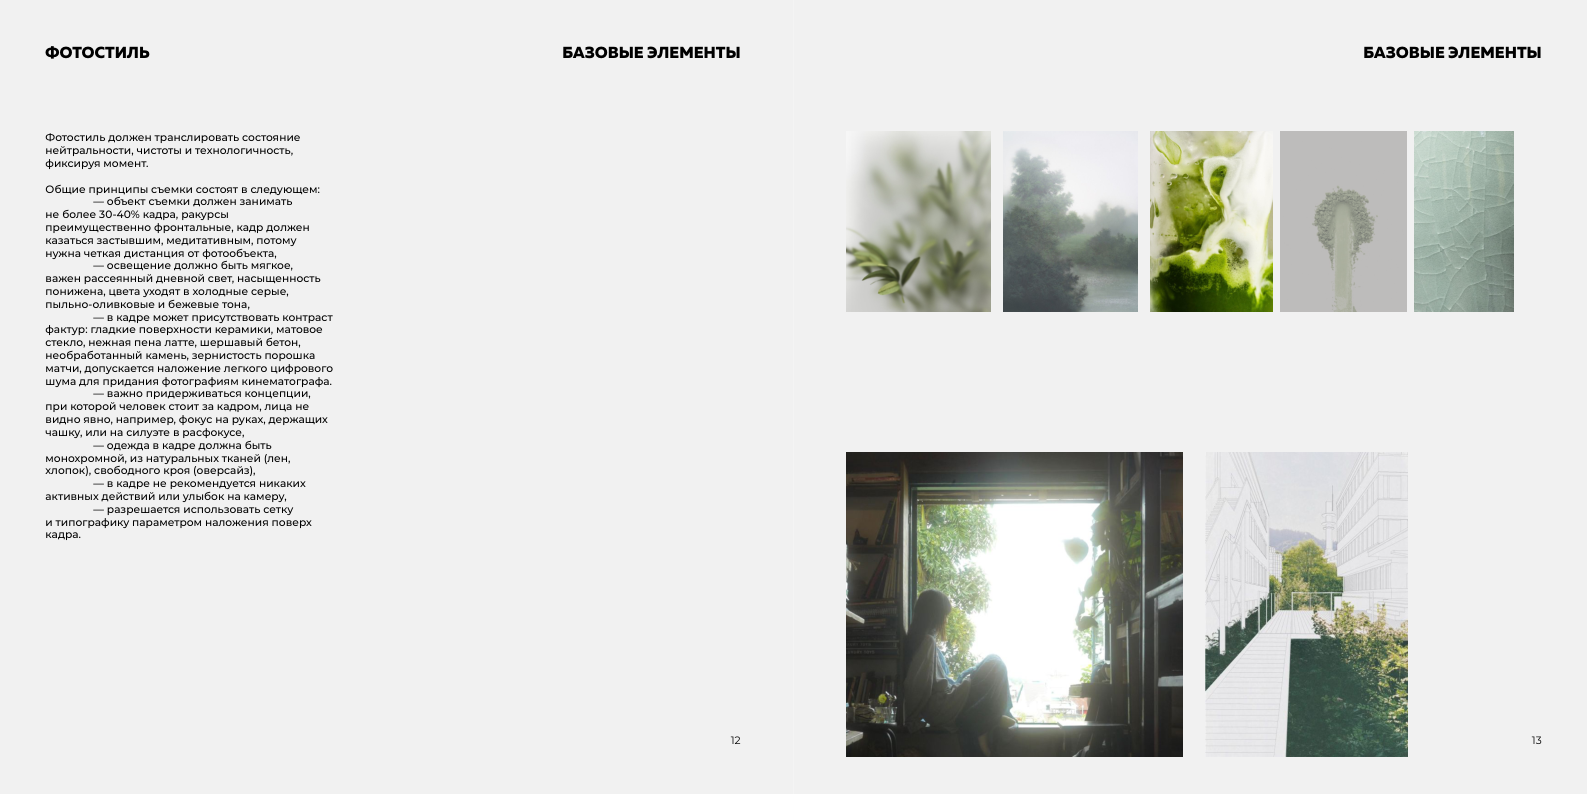 ФОТОСТИЛЬ
БАЗОВЫЕ ЭЛЕМЕНТЫ
Фотостиль должен транслировать состояние
нейтральности, чистоты и технологичность,
фиксируя момент.
Общие принципы съемки состоят в следующем:
— объект съемки должен занимать
не более 30-40% кадра, ракурсы
преимущественно фронтальные, кадр должен
казаться застывшим, медитативным, потому
нужна четкая дистанция от фотообъекта,
— освещение должно быть мягкое,
важен рассеянный дневной свет, насыщенность
понижена, цвета уходят в холодные серые,
пыльно-оливковые и бежевые тона,
— в кадре может присутствовать контраст
фактур: гладкие поверхности керамики, матовое
стекло, нежная пена латте, шершавый бетон,
необработанный камень, зернистость порошка
матчи, допускается наложение легкого цифрового
шума для придания фотографиям кинематографа.
— важно придерживаться концепции,
при которой человек стоит за кадром, лица не
видно явно, например, фокус на руках, держащих
чашку, или на силуэте в расфокусе,
— одежда в кадре должна быть
монохромной, из натуральных тканей (лен,
хлопок), свободного кроя (оверсайз),
— в кадре не рекомендуется никаких
активных действий или улыбок на камеру,
— разрешается использовать сетку
и типографику параметром наложения поверх
кадра.
12
БАЗОВЫЕ ЭЛЕМЕНТЫ
13